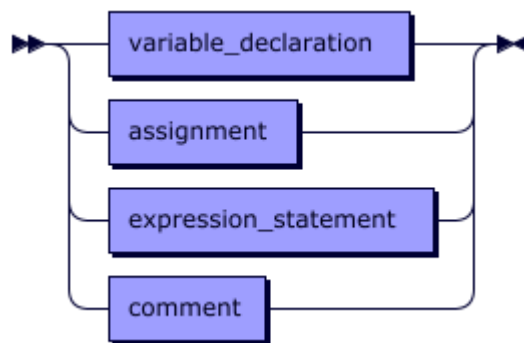 variable_declaration
assignment
expression_statement
comment